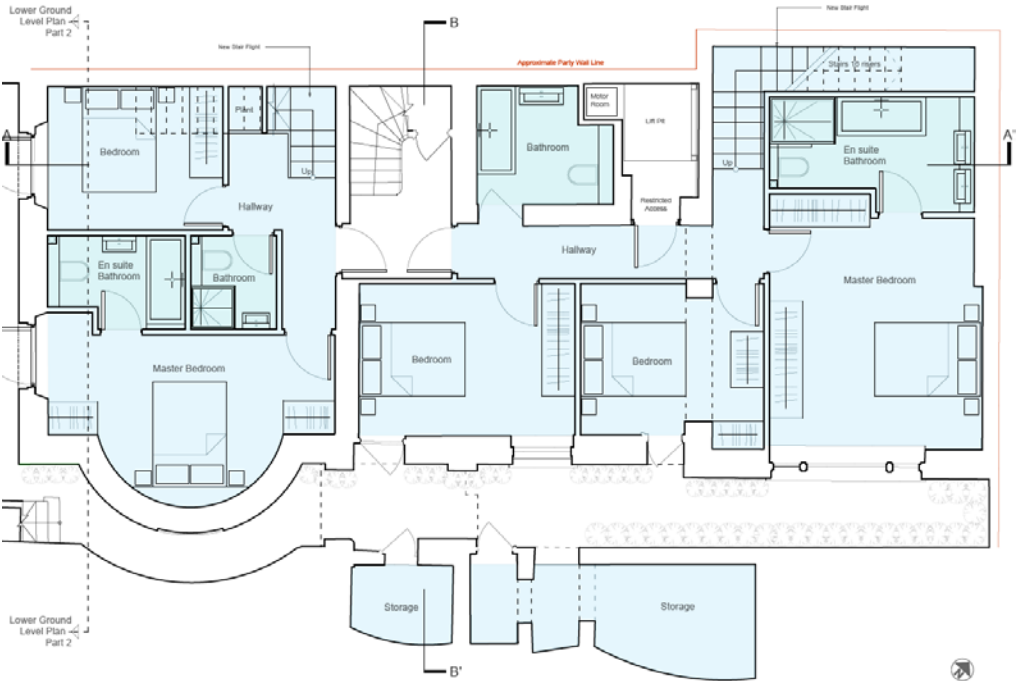 Lower Ground
Level Plan
Part 2
B
New Stair Flight
New Stair Flight
Approximate Party Wall Line
Stairs 16 risers
Motor
Room
Lift Pit
Plant
A
A'
Bedroom
Bathroom
En suite
Bathroom
Up
Up
Restricted
Access
Hallway
Hallway
En suite
Bathroom
Bathroom
Master Bedroom
Master Bedroom
Bedroom
Bedroom
Storage
Storage
Lower Ground
Level Plan
Part 2
B'